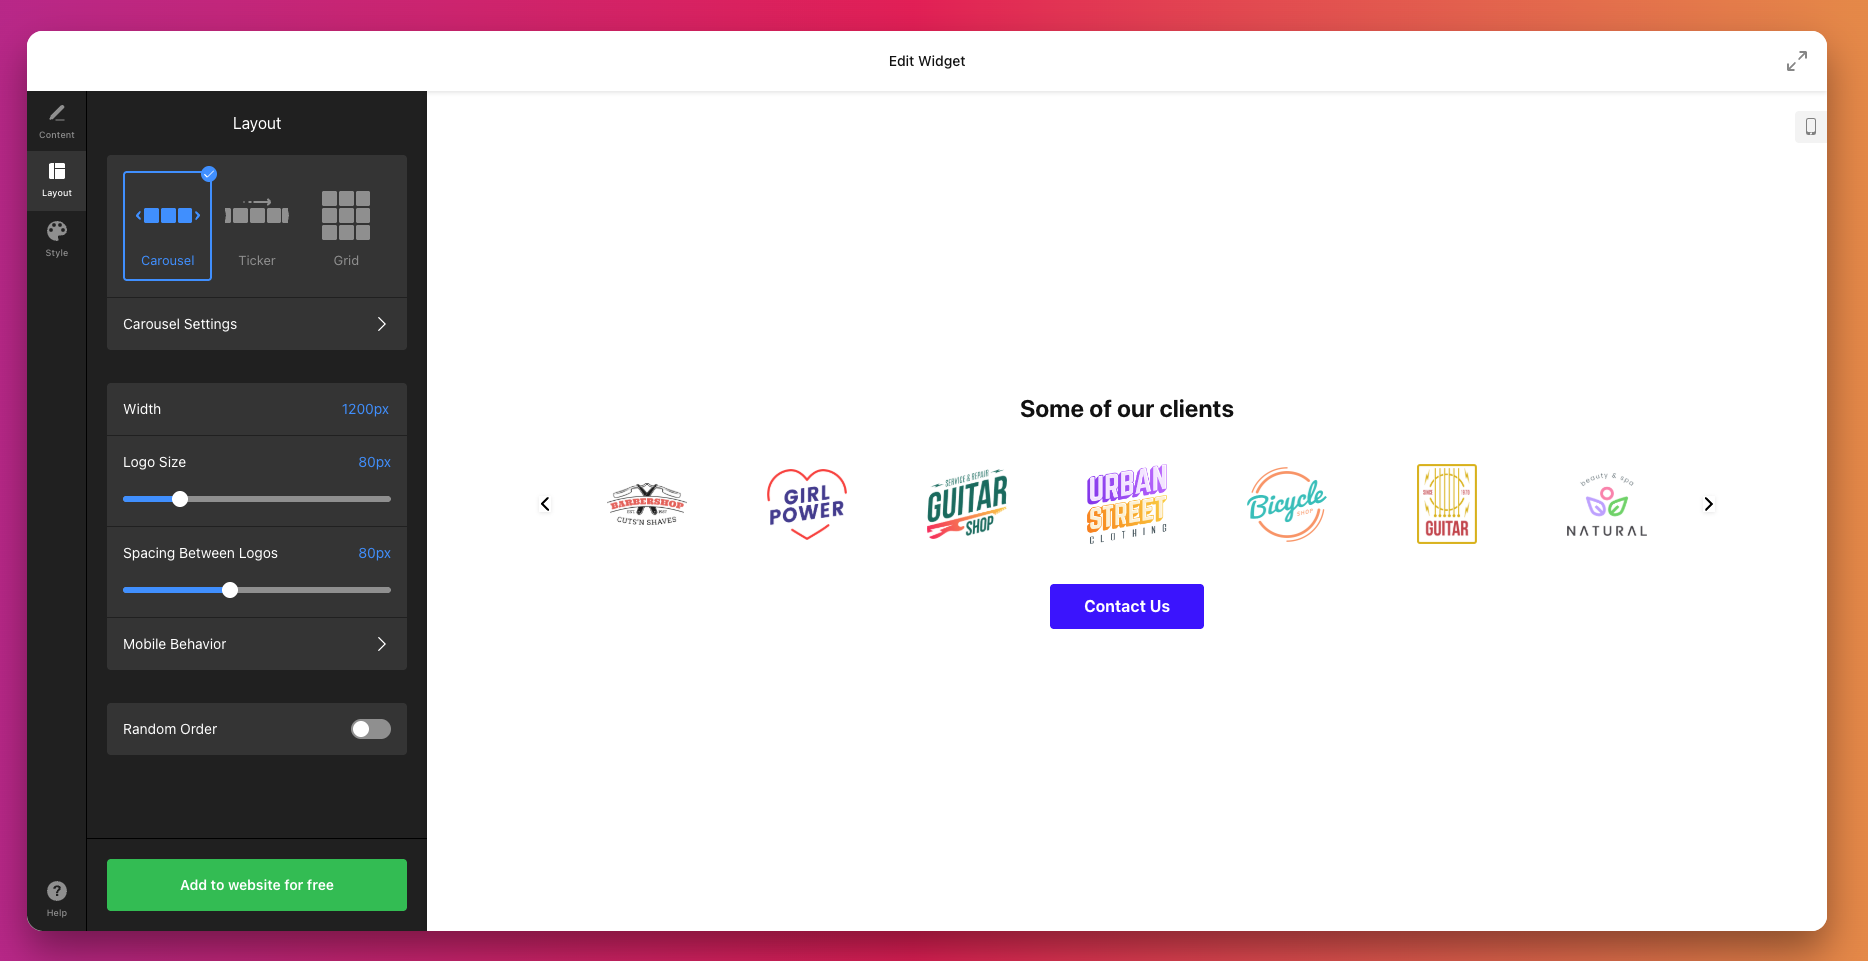 Edit Widget
Content
Layout
Style
Help
Layout
Carousel
Ticker
Grid
Carousel Settings
Width
1200px
Logo Size
80px
Spacing Between Logos
80px
Mobile Behavior
Random Order
Add to website for free
Some of our clients
BARBERSHOP
CUTS'N SHAVES
GIRL
POWER
SERVICE & REPAIR
GUITAR
SHOP
URBAN
STREET
CLOTHING
Bicycle
SHOP
SINCE 1970
GUITAR
beauty & spa
NATURAL
Contact Us